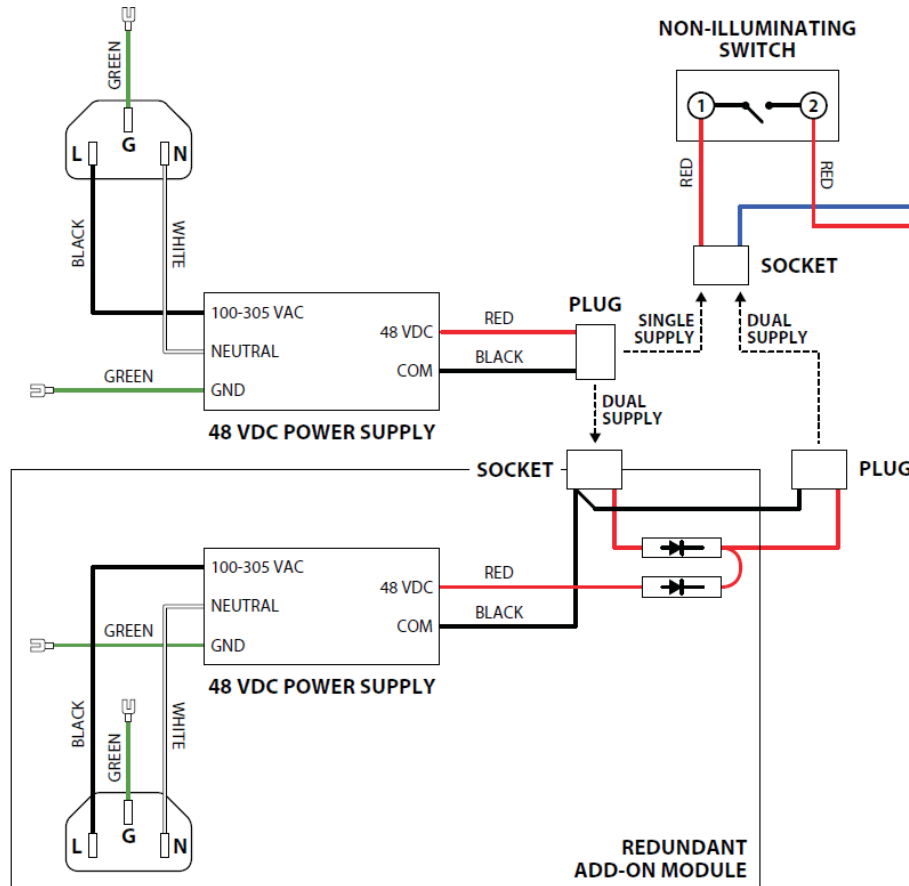 NON-ILLUMINATING
SWITCH
GREEN
1
2
G
L
N
RED
RED
BLACK
WHITE
SOCKET
100-305 VAC
48 VDC
NEUTRAL
COM
GND
RED
BLACK
GREEN
PLUG
SINGLE
SUPPLY
DUAL
SUPPLY
48 VDC POWER SUPPLY
DUAL
SUPPLY
SOCKET
PLUG
100-305 VAC
48 VDC
NEUTRAL
COM
GND
RED
BLACK
GREEN
48 VDC POWER SUPPLY
BLACK
GREEN
WHITE
L
G
N
REDUNDANT
ADD-ON MODULE